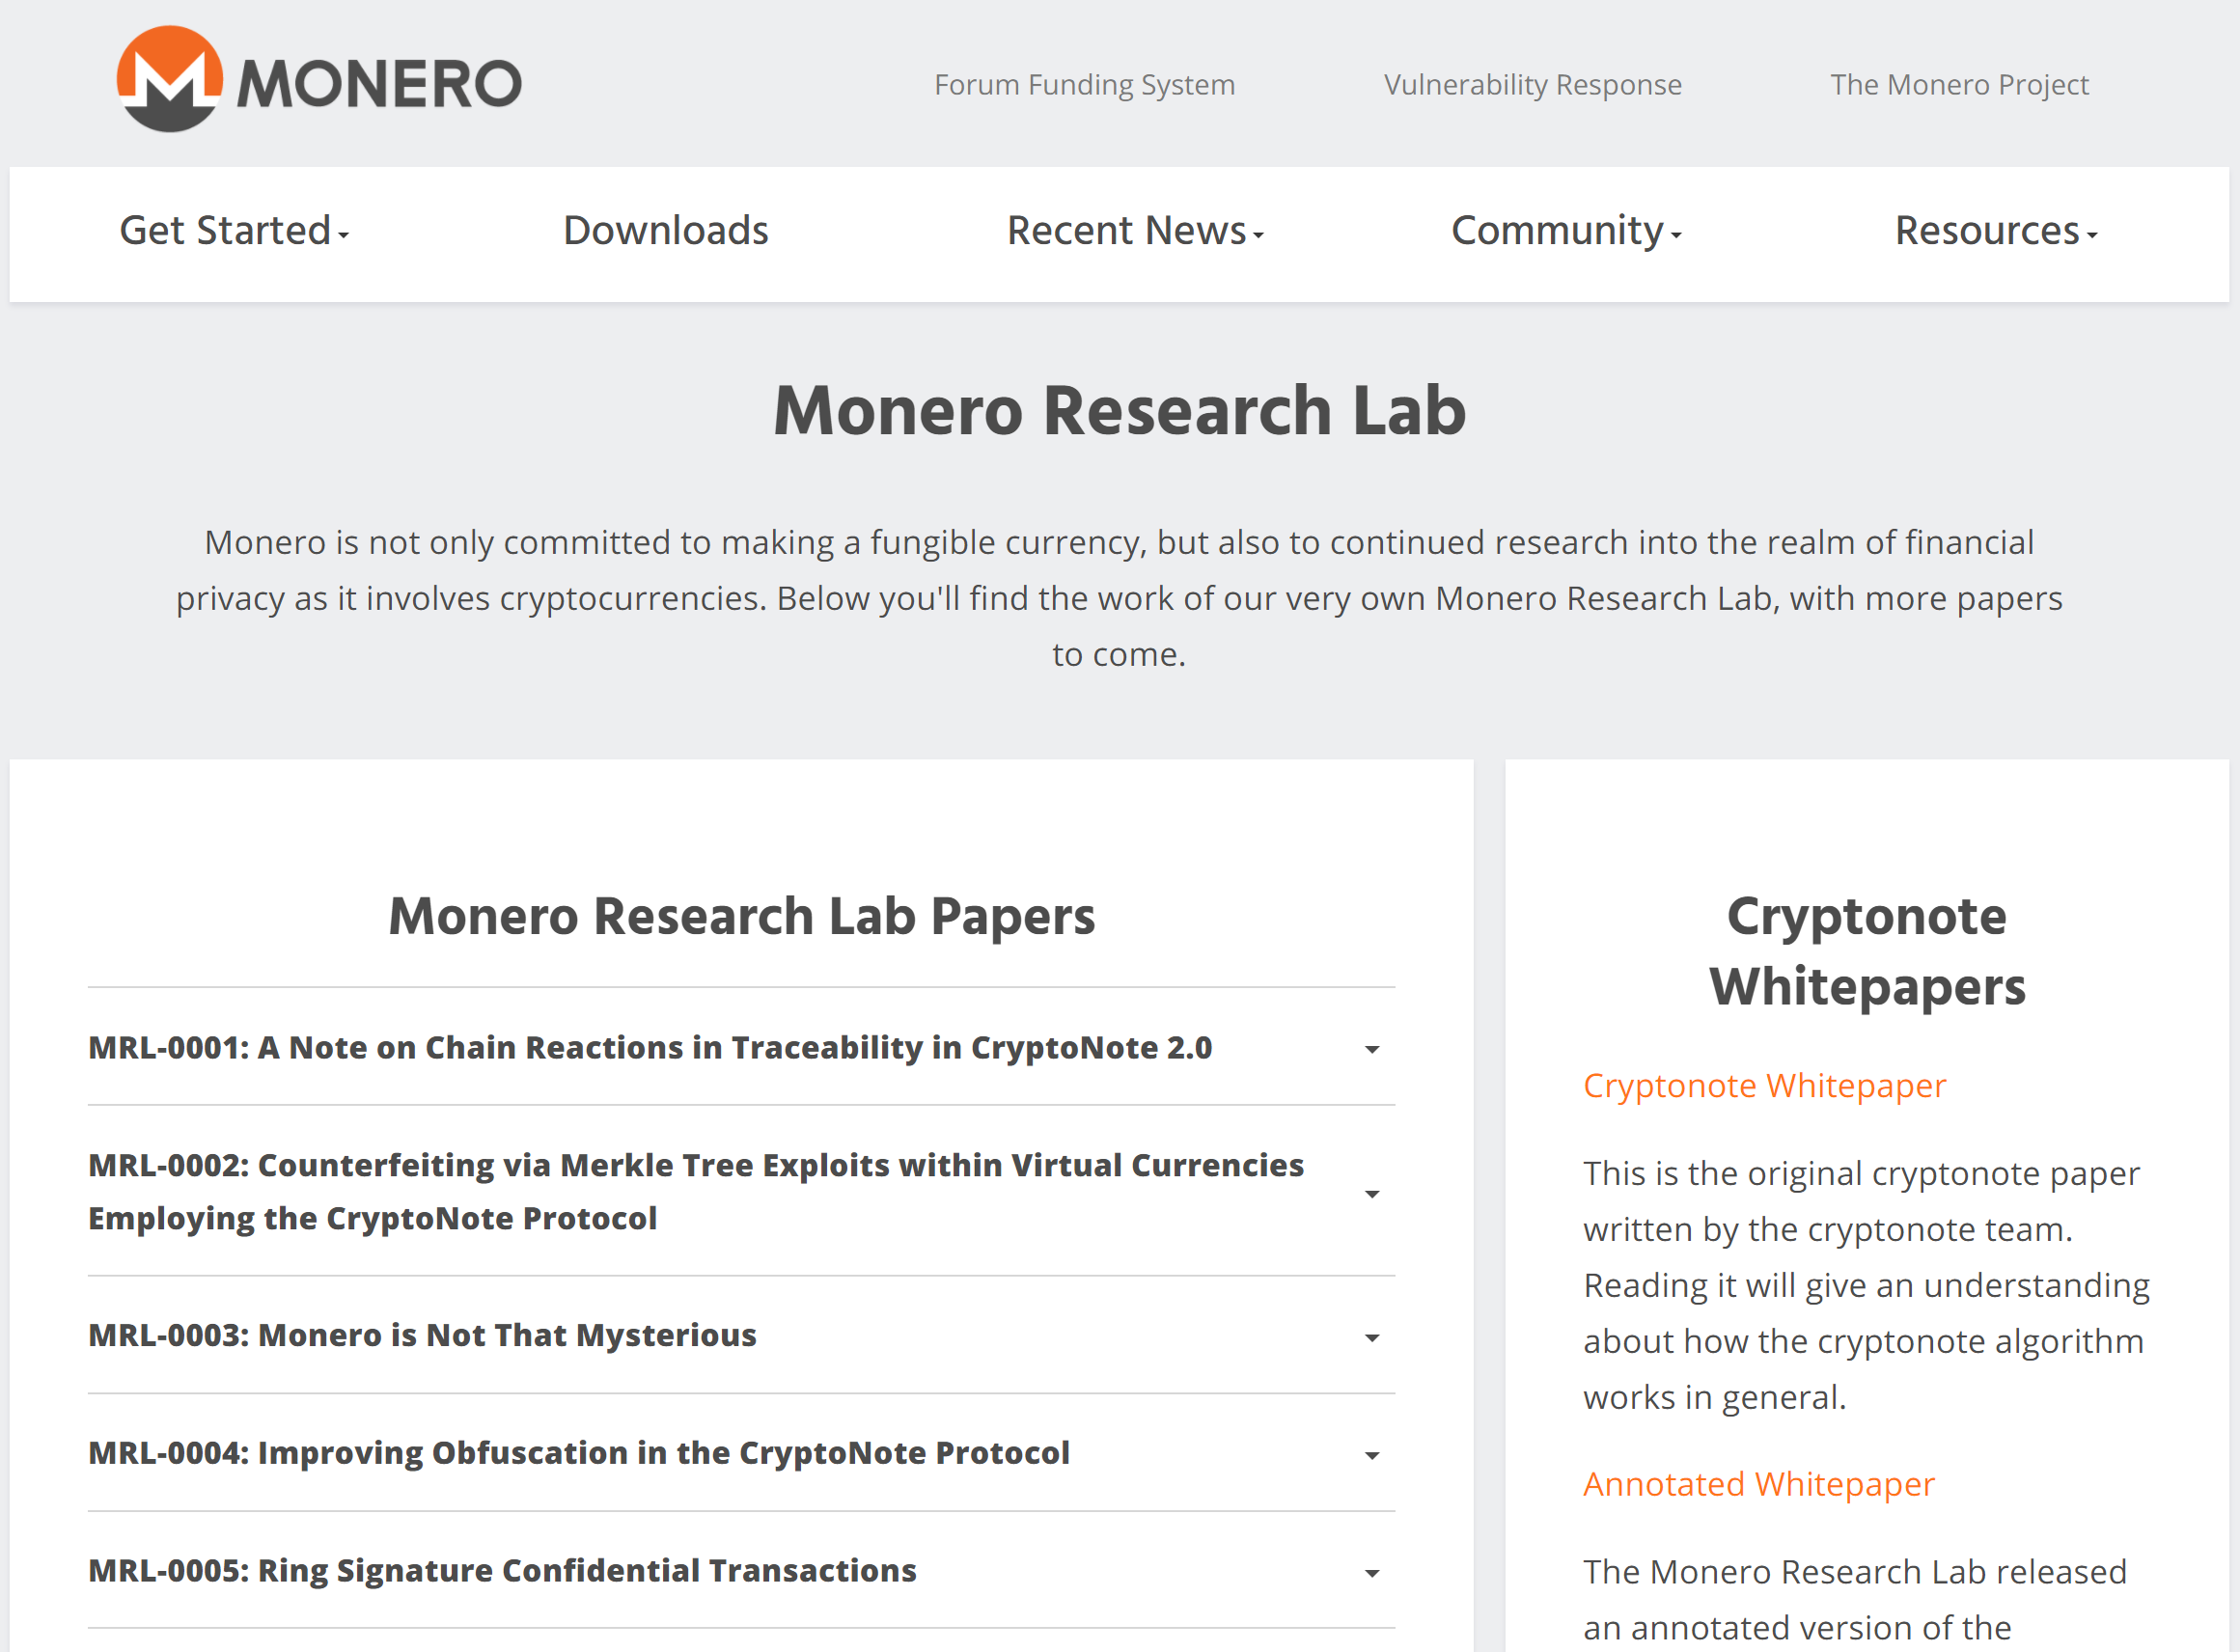 MONERO
Forum Funding System
Vulnerability Response
The Monero Project
Get Started
Downloads
Recent News
Community
Resources
Monero Research Lab
Monero is not only committed to making a fungible currency, but also to continued research into the realm of financial
privacy as it involves cryptocurrencies. Below you'll find the work of our very own Monero Research Lab, with more papers
to come.
Monero Research Lab Papers
MRL-0001: A Note on Chain Reactions in Traceability in CryptoNote 2.0
MRL-0002: Counterfeiting via Merkle Tree Exploits within Virtual Currencies
Employing the CryptoNote Protocol
MRL-0003: Monero is Not That Mysterious
MRL-0004: Improving Obfuscation in the CryptoNote Protocol
MRL-0005: Ring Signature Confidential Transactions
Cryptonote
Whitepapers
Cryptonote Whitepaper
This is the original cryptonote paper
written by the cryptonote team.
Reading it will give an understanding
about how the cryptonote algorithm
works in general.
Annotated Whitepaper
The Monero Research Lab released
an annotated version of the